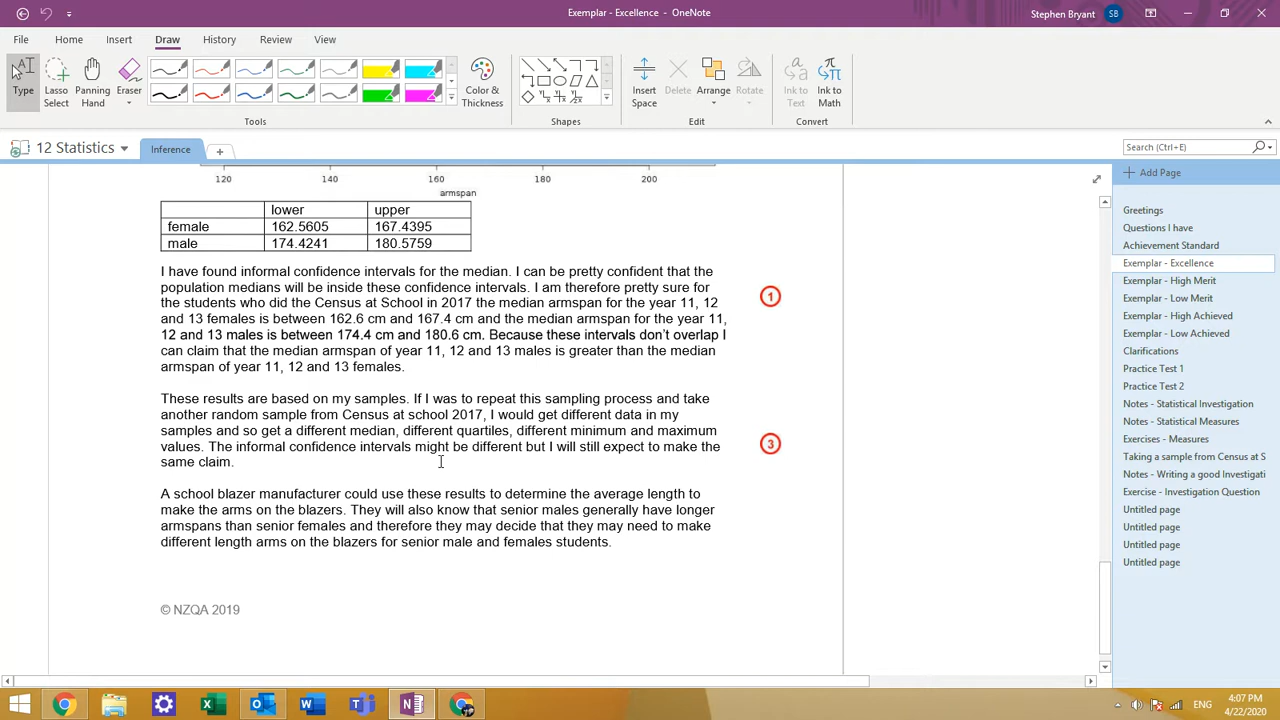 Exemplar - Excellence - OneNote
Stephen Bryant
SB
File
Home
Insert
Draw
History
Review
View
Type
Lasso Select
Panning Hand
Eraser
Color & Thickness
Insert Space
Delete
Arrange
Rotate
Ink to Text
Ink to Math
Tools
Shapes
Edit
Convert
12 Statistics
Inference
Search (Ctrl+E)
Add Page
120 140 160 180 200
armspan
lower upper
female 162.5605 167.4395
male 174.4241 180.5759
I have found informal confidence intervals for the median. I can be pretty confident that the
population medians will be inside these confidence intervals. I am therefore pretty sure for
the students who did the Census at School in 2017 the median armspan for the year 11, 12
and 13 females is between 162.6 cm and 167.4 cm and the median armspan for the year 11,
12 and 13 males is between 174.4 cm and 180.6 cm. Because these intervals don't overlap I
can claim that the median armspan of year 11, 12 and 13 males is greater than the median
armspan of year 11, 12 and 13 females.
1
These results are based on my samples. If I was to repeat this sampling process and take
another random sample from Census at school 2017, I would get different data in my
samples and so get a different median, different quartiles, different minimum and maximum
values. The informal confidence intervals might be different but I will still expect to make the
same claim.
3
A school blazer manufacturer could use these results to determine the average length to
make the arms on the blazers. They will also know that senior males generally have longer
armspans than senior females and therefore they may decide that they may need to make
different length arms on the blazers for senior male and females students.
© NZQA 2019
Greetings
Questions I have
Achievement Standard
Exemplar - Excellence
Exemplar - High Merit
Exemplar - Low Merit
Exemplar - High Achieved
Exemplar - Low Achieved
Clarifications
Practice Test 1
Practice Test 2
Notes - Statistical Investigation
Notes - Statistical Measures
Exercises - Measures
Taking a sample from Census at S
Notes - Writing a good Investigati
Exercise - Investigation Question
Untitled page
Untitled page
Untitled page
Untitled page
ENG
4:07 PM
4/22/2020